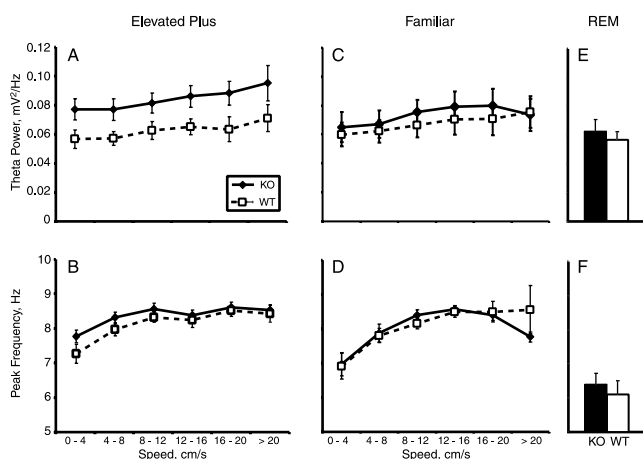 Elevated Plus
Familiar
REM
Theta Power, mV²/Hz
0.12
0.10
0.08
0.06
0.04
0.02
0
A
KO
WT
C
E
Peak Frequency, Hz
9
8
7
6
5
B
D
F
0 - 4 4 - 8 8 - 12 12 - 16 16 - 20 > 20
Speed, cm/s
0 - 4 4 - 8 8 - 12 12 - 16 16 - 20 > 20
Speed, cm/s
KO WT